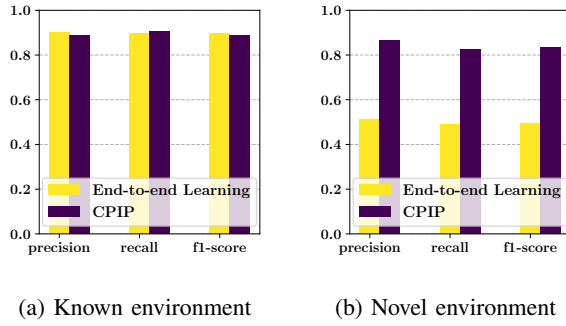 1.0
0.8
0.6
0.4
0.2
0.0
End-to-end Learning
CPIP
precision recall f1-score
(a) Known environment
1.0
0.8
0.6
0.4
0.2
0.0
End-to-end Learning
CPIP
precision recall f1-score
(b) Novel environment